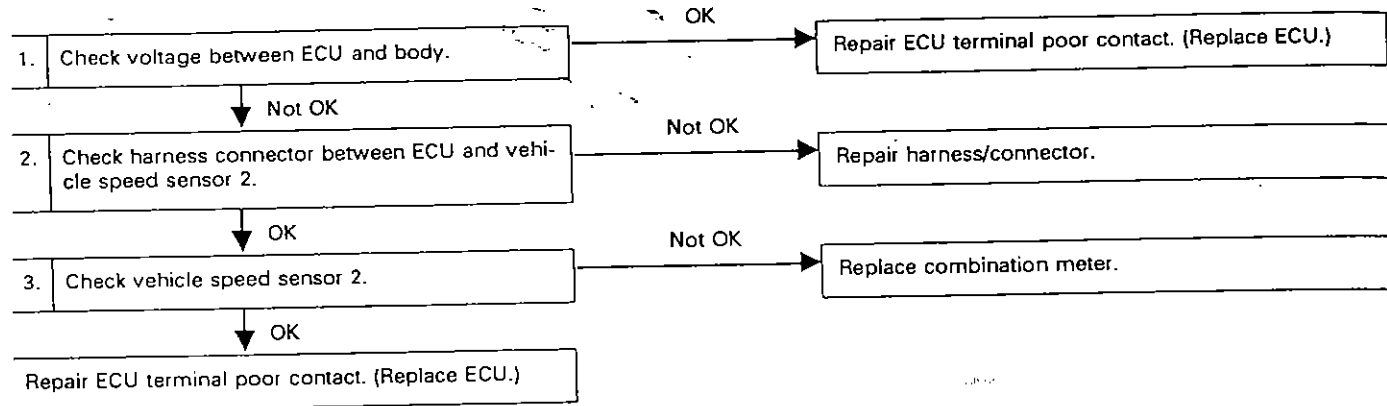 OK
1. Check voltage between ECU and body.
Repair ECU terminal poor contact. (Replace ECU.)
Not OK
2. Check harness connector between ECU and vehi-
cle speed sensor 2.
Not OK
Repair harness/connector.
OK
3. Check vehicle speed sensor 2.
Not OK
Replace combination meter.
OK
Repair ECU terminal poor contact. (Replace ECU.)